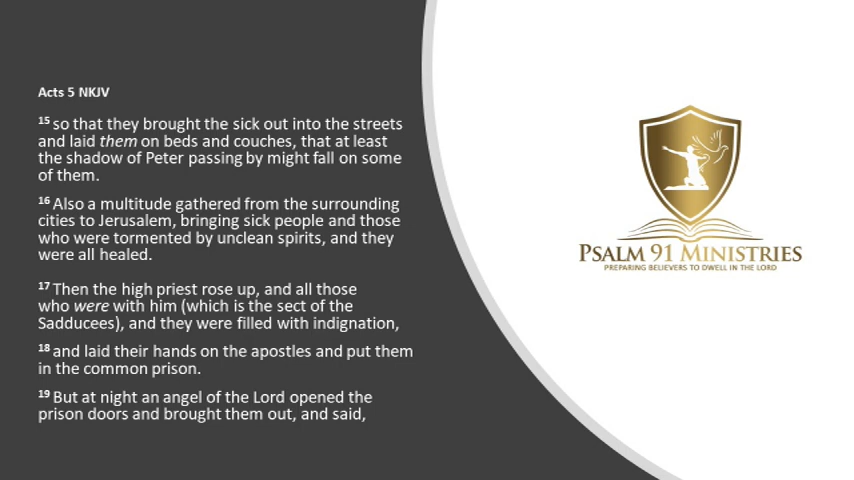 Acts 5 NKJV
15 so that they brought the sick out into the streets
and laid them on beds and couches, that at least
the shadow of Peter passing by might fall on some
of them.
16 Also a multitude gathered from the surrounding
cities to Jerusalem, bringing sick people and those
who were tormented by unclean spirits, and they
were all healed.
17 Then the high priest rose up, and all those
who were with him (which is the sect of the
Sadducees), and they were filled with indignation,
18 and laid their hands on the apostles and put them
in the common prison.
19 But at night an angel of the Lord opened the
prison doors and brought them out, and said,
PSALM 91 MINISTRIES
PREPARING BELIEVERS TO DWELL IN THE LORD